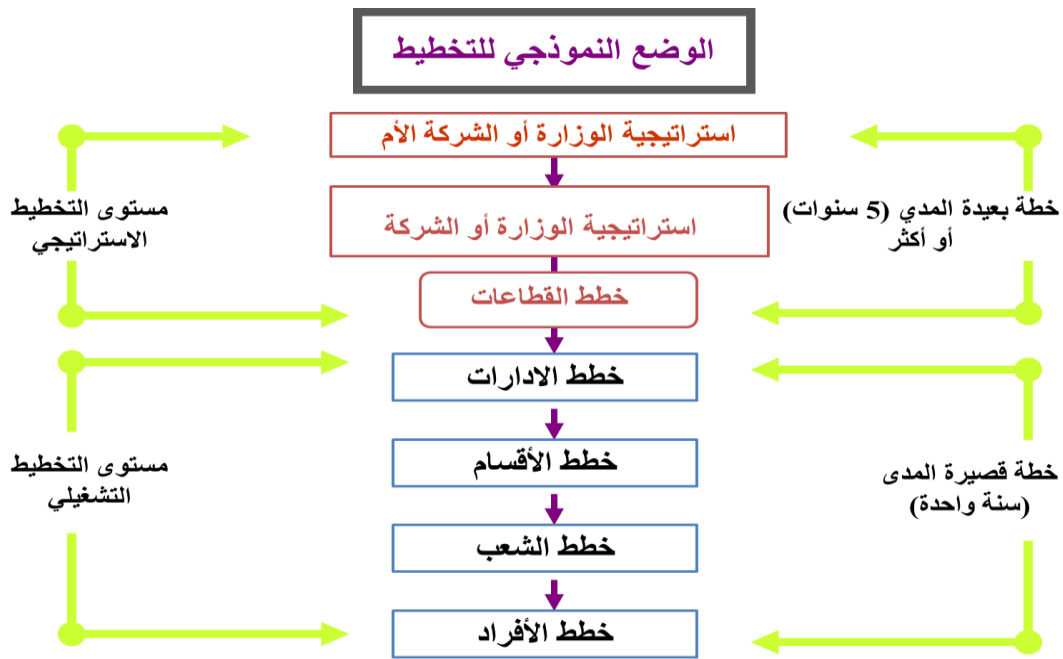 الوضع النموذجي للتخطيط
استراتيجية الوزارة أو الشركة الأم
خطة بعيدة المدي (5 سنوات)
أو أكثر
استراتيجية الوزارة أو الشركة
مستوى التخطيط
الاستراتيجي
خطط القطاعات
خطط الادارات
خطط الأقسام
خطة قصيرة المدى
(سنة واحدة)
مستوى التخطيط
التشغيلي
خطط الشعب
خطط الأفراد